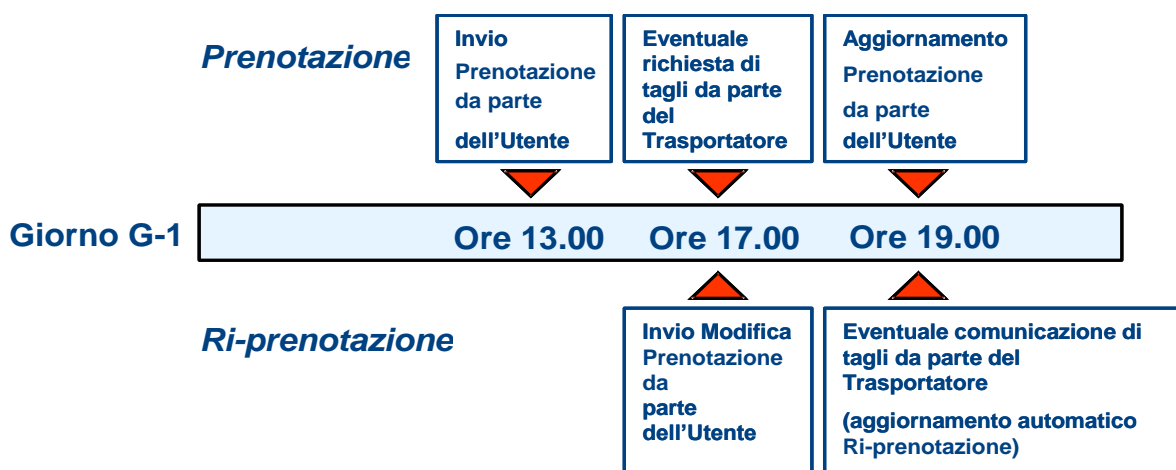 Prenotazione
Invio
Prenotazione
da parte
dell'Utente
Eventuale
richiesta di
tagli da parte
del
Trasportatore
Aggiornamento
Prenotazione
da parte
dell'Utente
Giorno G-1
Ore 13.00
Ore 17.00
Ore 19.00
Ri-prenotazione
Invio Modifica
Prenotazione
da
parte
dell'Utente
Eventuale comunicazione di
tagli da parte del
Trasportatore
(aggiornamento automatico
Ri-prenotazione)